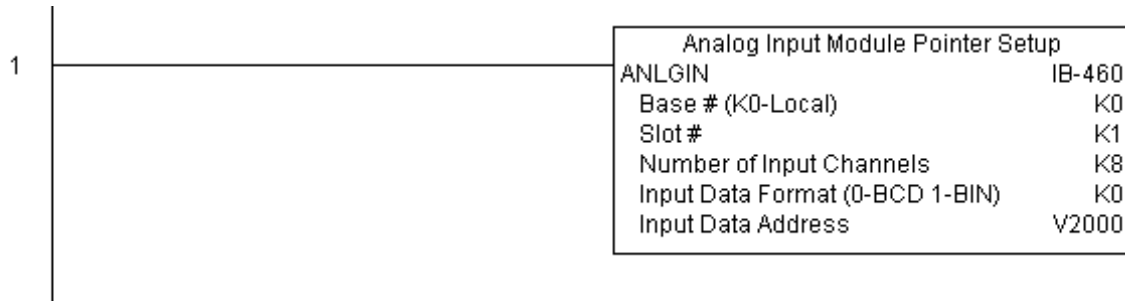 1
Analog Input Module Pointer Setup
ANLGIN IB-460
Base # (K0-Local) K0
Slot # K1
Number of Input Channels K8
Input Data Format (0-BCD 1-BIN) K0
Input Data Address V2000